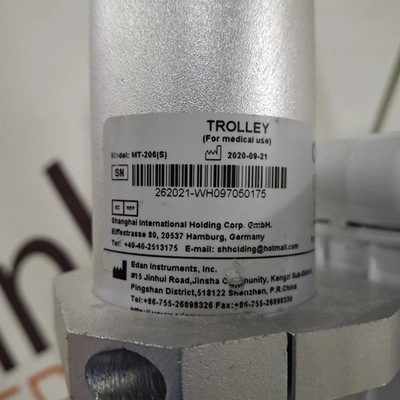 TROLLEY
(For medical use)
Model: MT-206(S)
2020-09-21
SN
262021-WH097050175
EC REP
Shanghai International Holding Corp. GmbH.
Eiffestrasse 80, 20537 Hamburg, Germany
Tel: +49-40-2513175 E-mail: shholding@hotmail.com
Edan Instruments, Inc.
#15 Jinhui Road, Jinsha Community, Kengzi Sub-District,
Pingshan District, 518122 Shenzhen, P.R.China
Tel:+86-755-26898326 Fax:+86-755-26898330